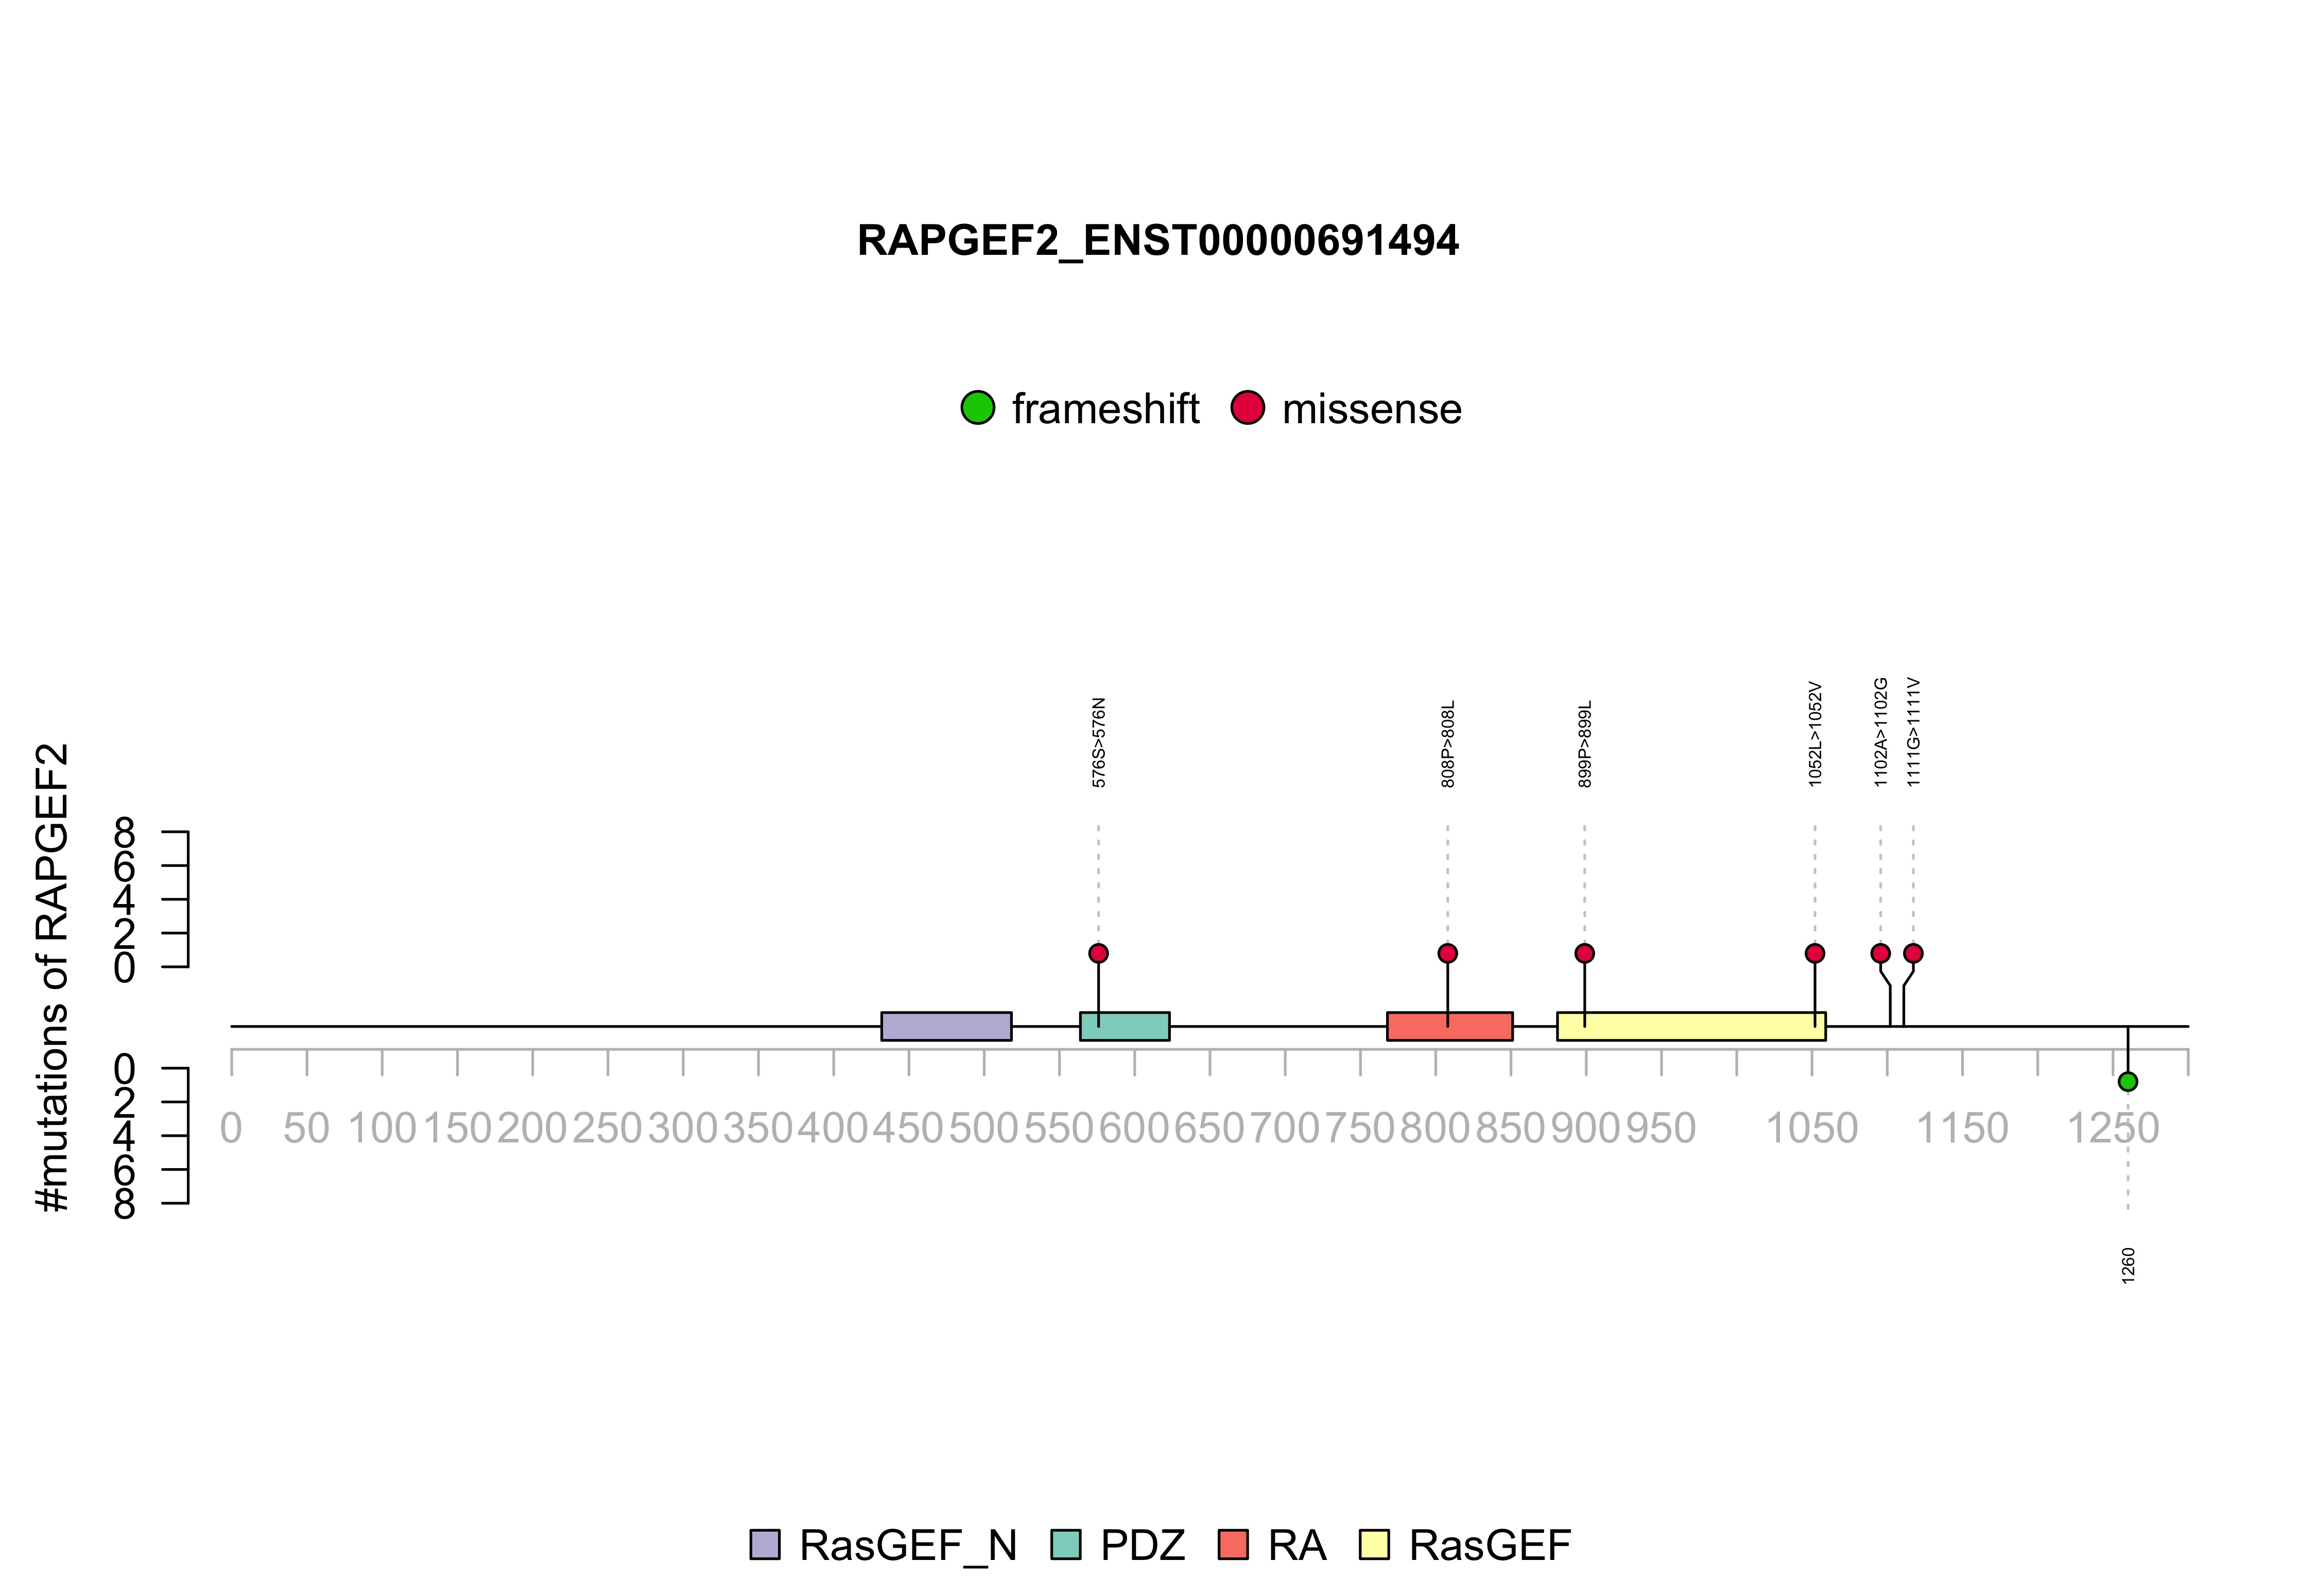 RAPGEF2_ENST00000691494
frameshift missense
576S>576N
808P>808L
899P>899L
1052L>1052V
1102A>1102G
1111G>1111V
#mutations of RAPGEF2
8
6
4
2
0
0
2
4
6
8
0 50 100 150 200 250 300 350 400 450 500 550 600 650 700 750 800 850 900 950 1050 1150 1250
1260
RasGEF_N PDZ RA RasGEF